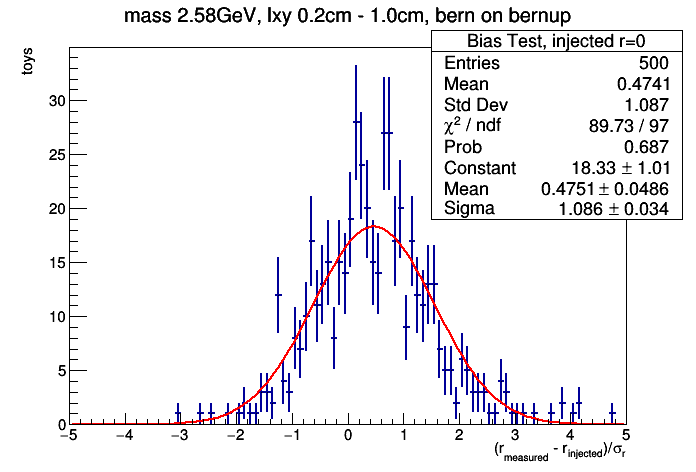 mass 2.58GeV, lxy 0.2cm - 1.0cm, bern on bernup
Bias Test, injected r=0
Entries 500
Mean 0.4741
Std Dev 1.087
χ² / ndf 89.73 / 97
Prob 0.687
Constant 18.33 ± 1.01
Mean 0.4751 ± 0.0486
Sigma 1.086 ± 0.034
toys
30
25
20
15
10
5
0
−5 −4 −3 −2 −1 0 1 2 3 4 5
(r_measured - r_injected)/σ_r